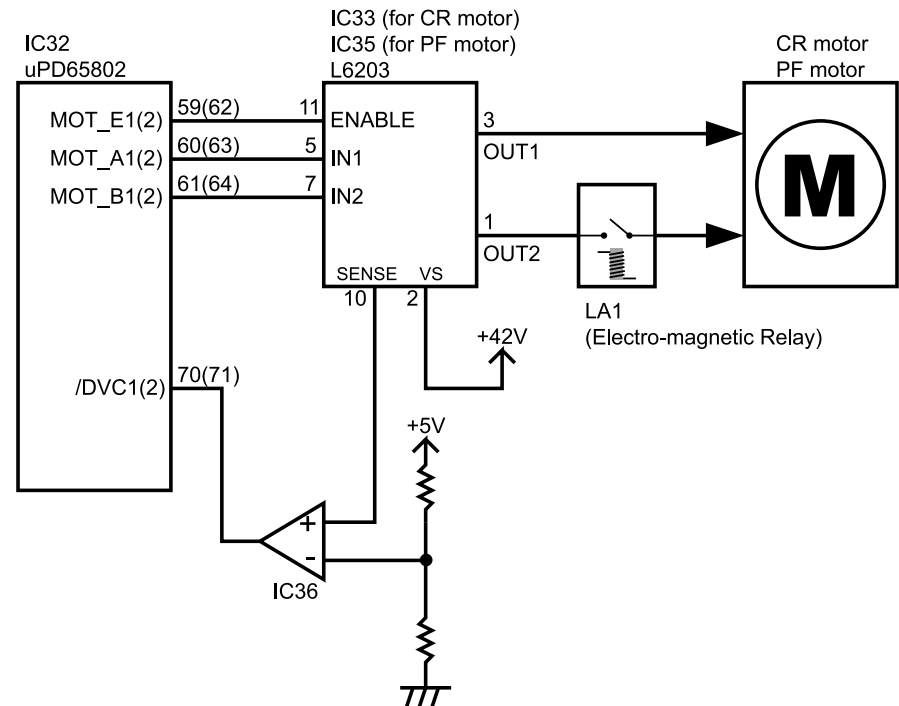 IC32
uPD65802
IC33 (for CR motor)
IC35 (for PF motor)
L6203
CR motor
PF motor
MOT_E1(2)
59(62)
11
ENABLE
3
OUT1
MOT_A1(2)
60(63)
5
IN1
MOT_B1(2)
61(64)
7
IN2
1
OUT2
M
SENSE
VS
10
2
LA1
(Electro-magnetic Relay)
+42V
/DVC1(2)
70(71)
+5V
+
-
IC36